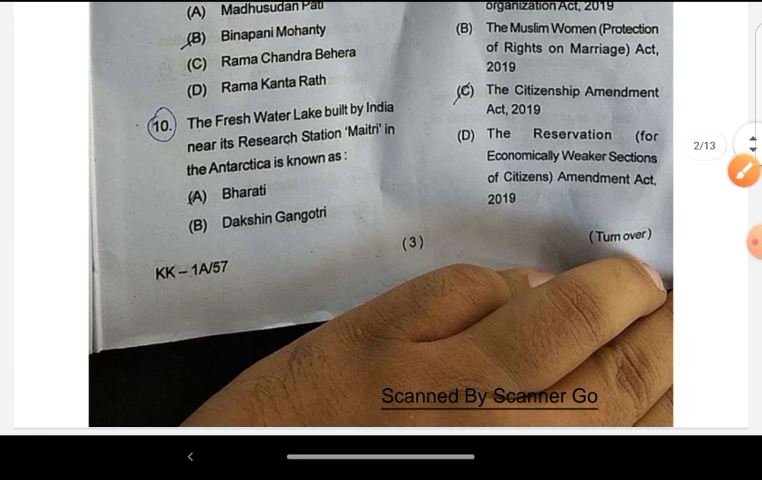 (A) Madhusudan Pati
(B) Binapani Mohanty
(C) Rama Chandra Behera
(D) Rama Kanta Rath
10. The Fresh Water Lake built by India
near its Research Station 'Maitri' in
the Antarctica is known as :
(A) Bharati
(B) Dakshin Gangotri
KK – 1A/57
(3)
organization Act, 2019
(B) The Muslim Women (Protection
of Rights on Marriage) Act,
2019
(C) The Citizenship Amendment
Act, 2019
(D) The Reservation (for
Economically Weaker Sections
of Citizens) Amendment Act,
2019
(Turn over)
2/13
Scanned By Scanner Go